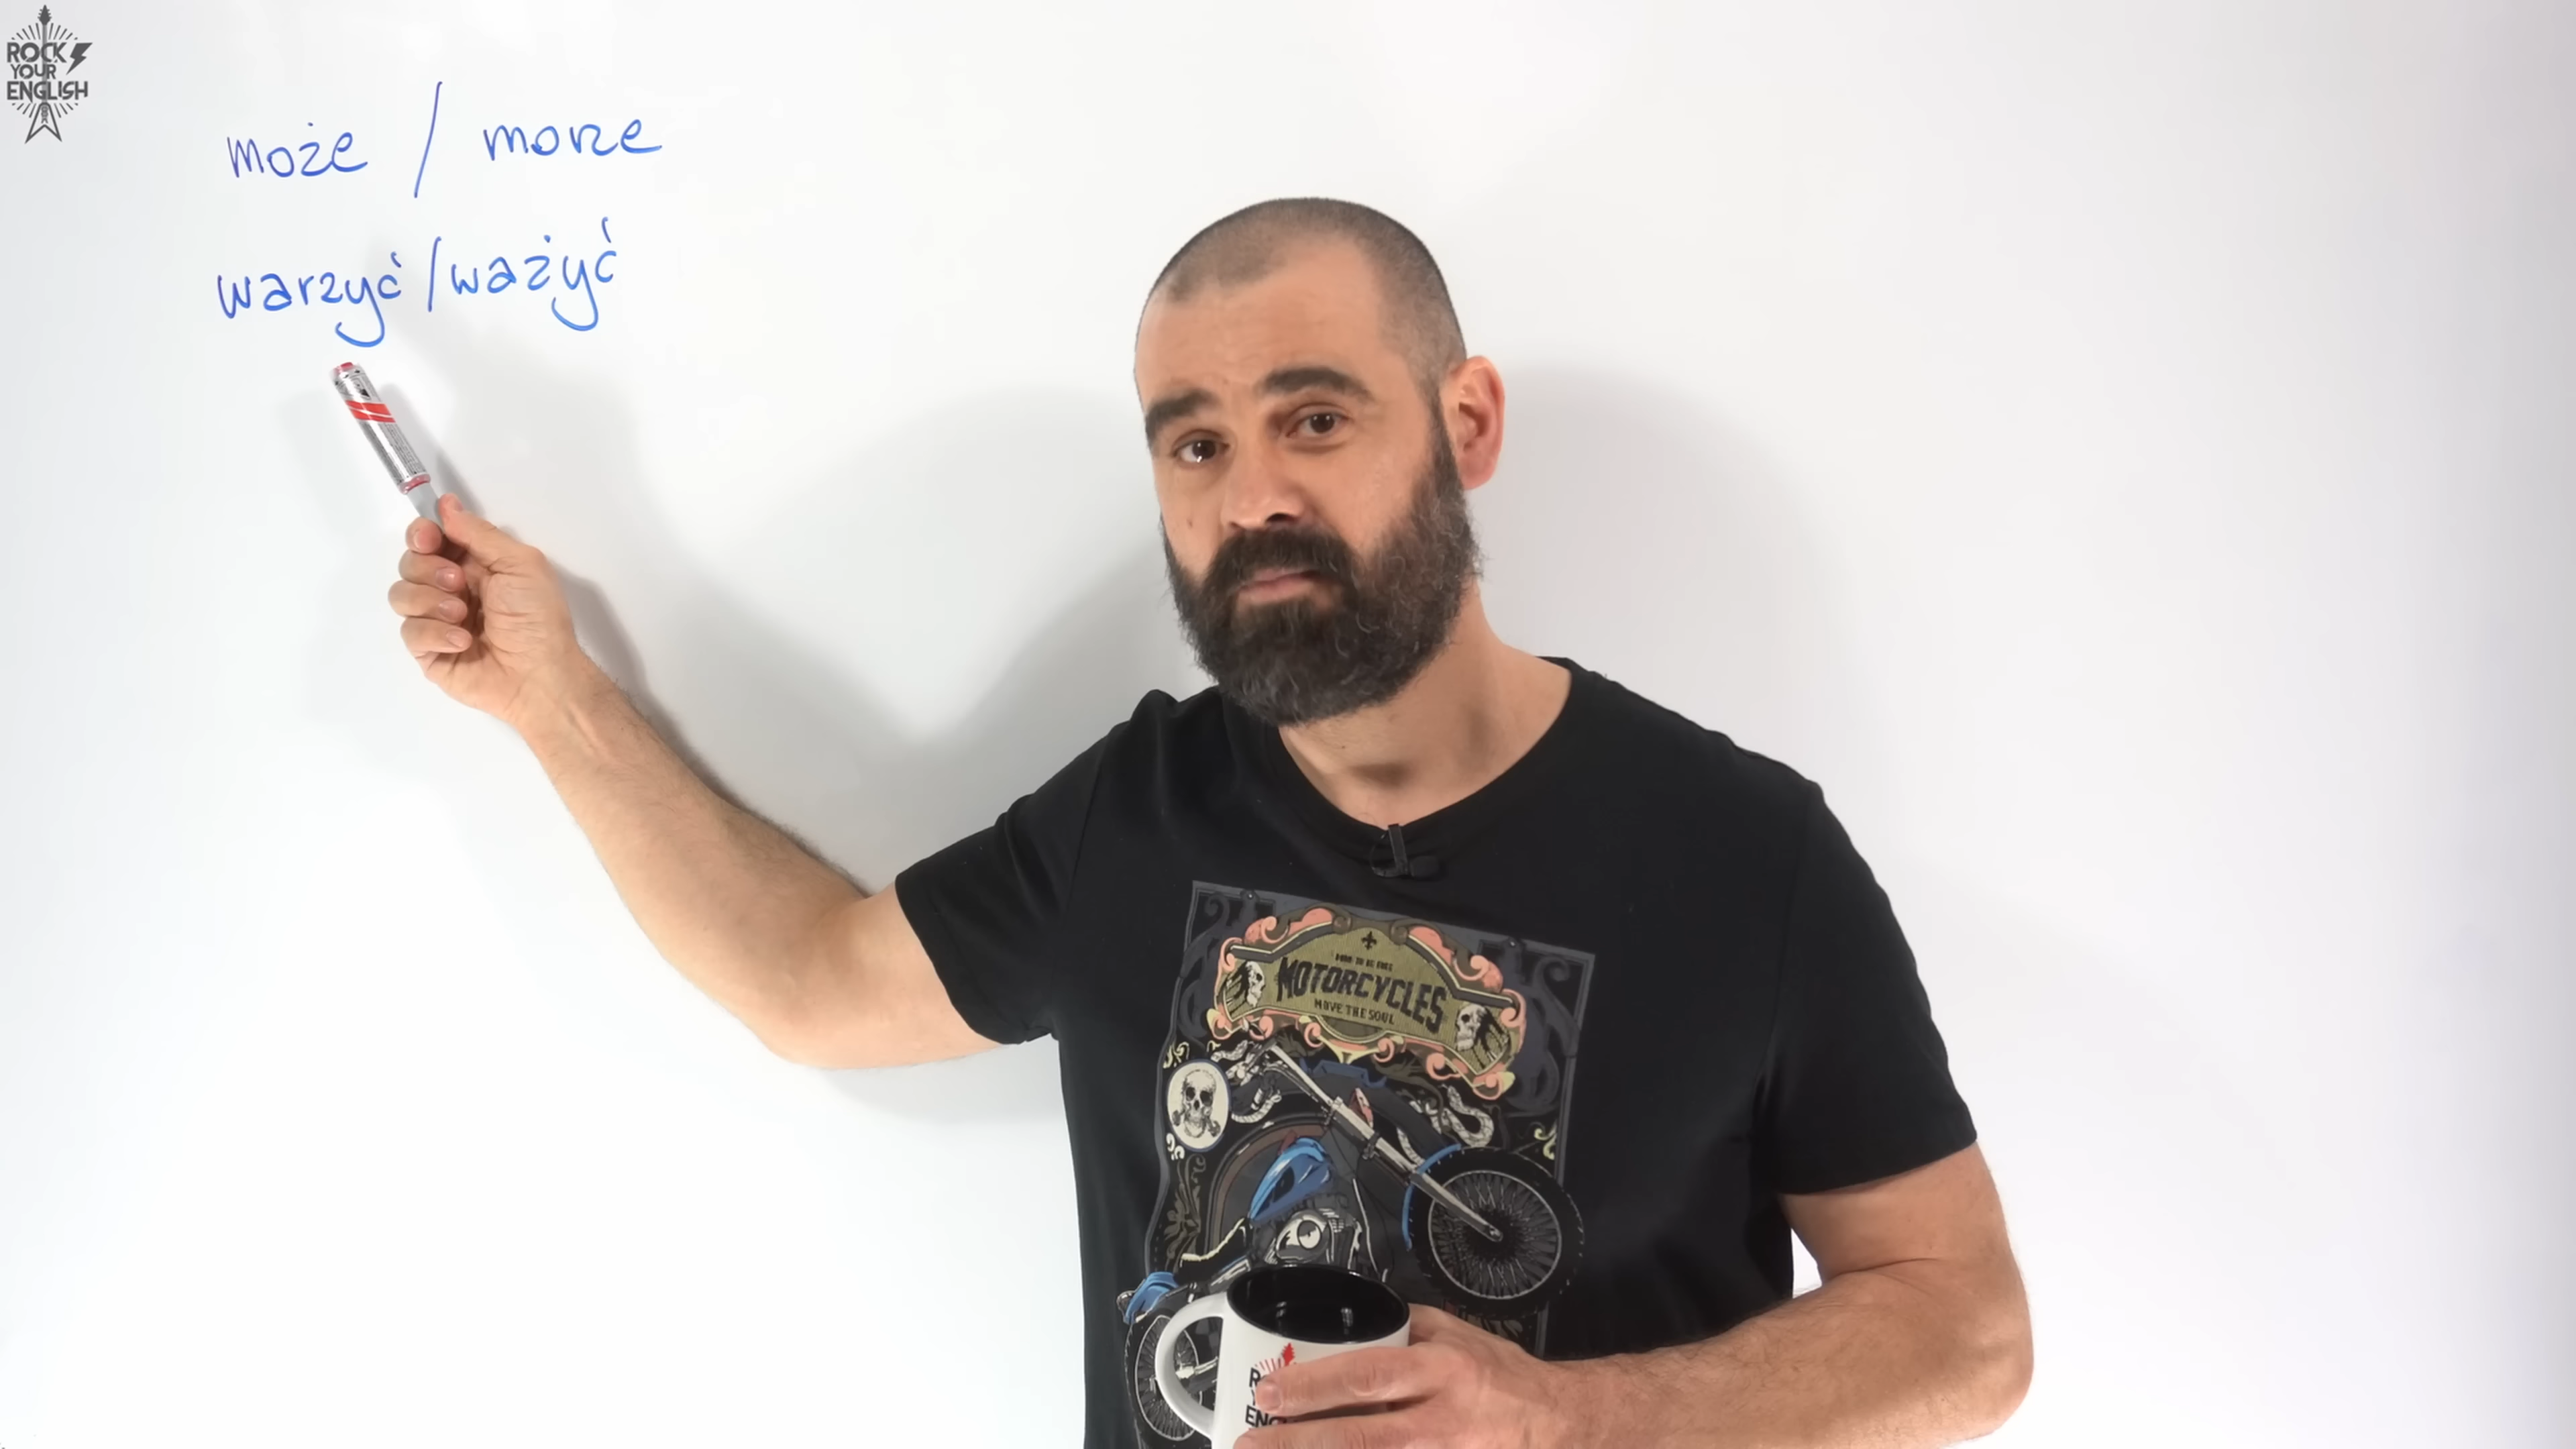 ROCK
YOUR
ENGLISH
może / morze
warzyć / ważyć
MOTORCYCLES
MOVE THE SOUL